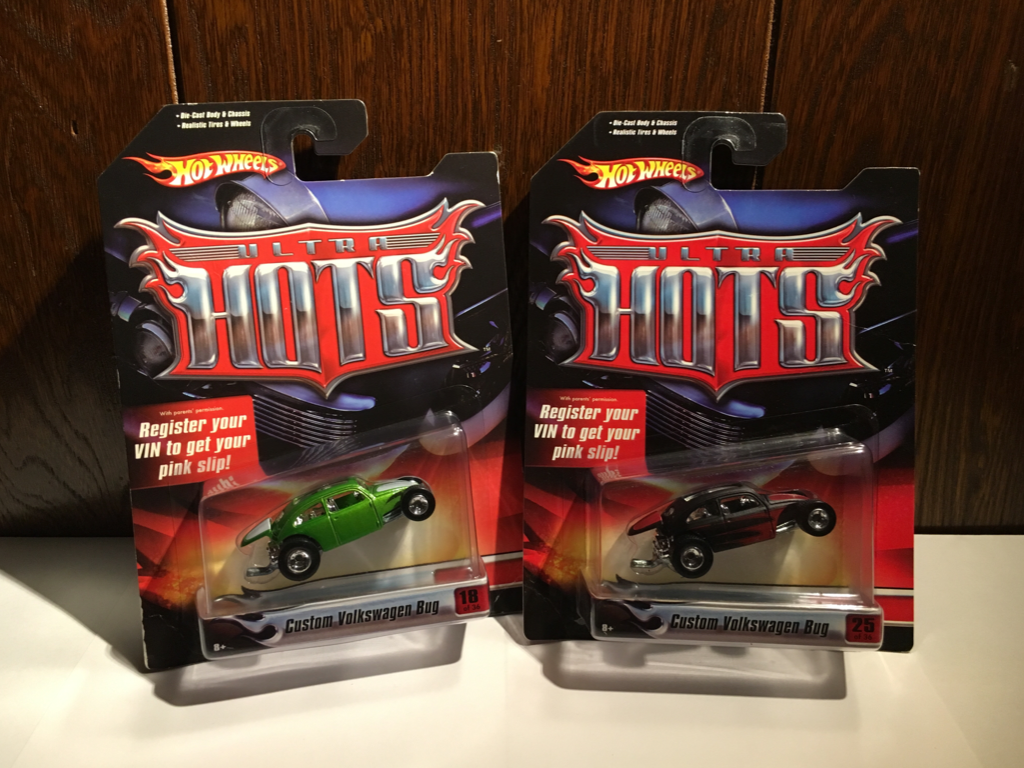 • Die-Cast Body & Chassis
• Realistic Tires & Wheels
HOT WHEELS
ULTRA
HOTS
With parents' permission.
Register your
VIN to get your
pink slip!
8+
Custom Volkswagen Bug
18
• Die-Cast Body & Chassis
• Realistic Tires & Wheels
HOT WHEELS
ULTRA
HOTS
TM
With parents' permission.
Register your
VIN to get your
pink slip!
8+
Custom Volkswagen Bug
25